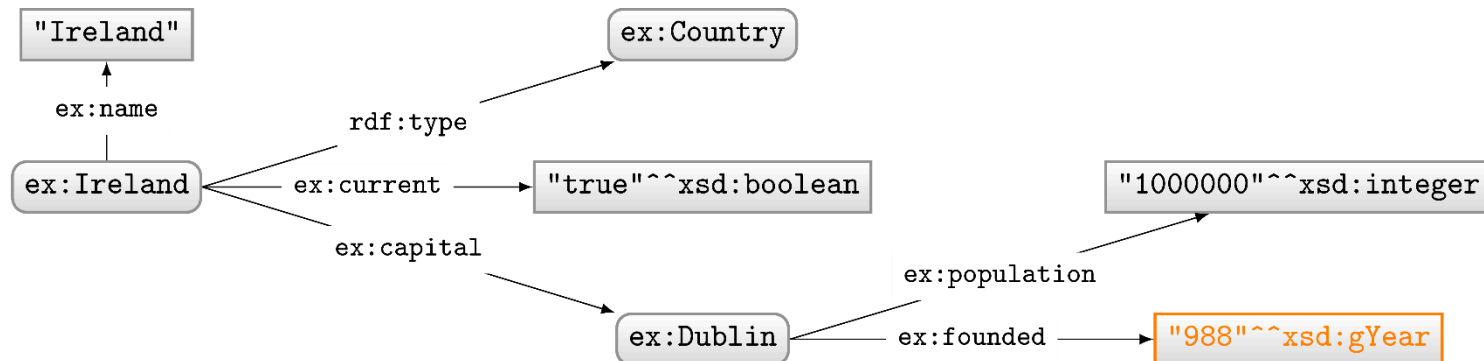 "Ireland"
ex:Country
ex:name
rdf:type
ex:Ireland
ex:current
"true"^^xsd:boolean
"1000000"^^xsd:integer
ex:capital
ex:population
ex:Dublin
ex:founded
"988"^^xsd:gYear